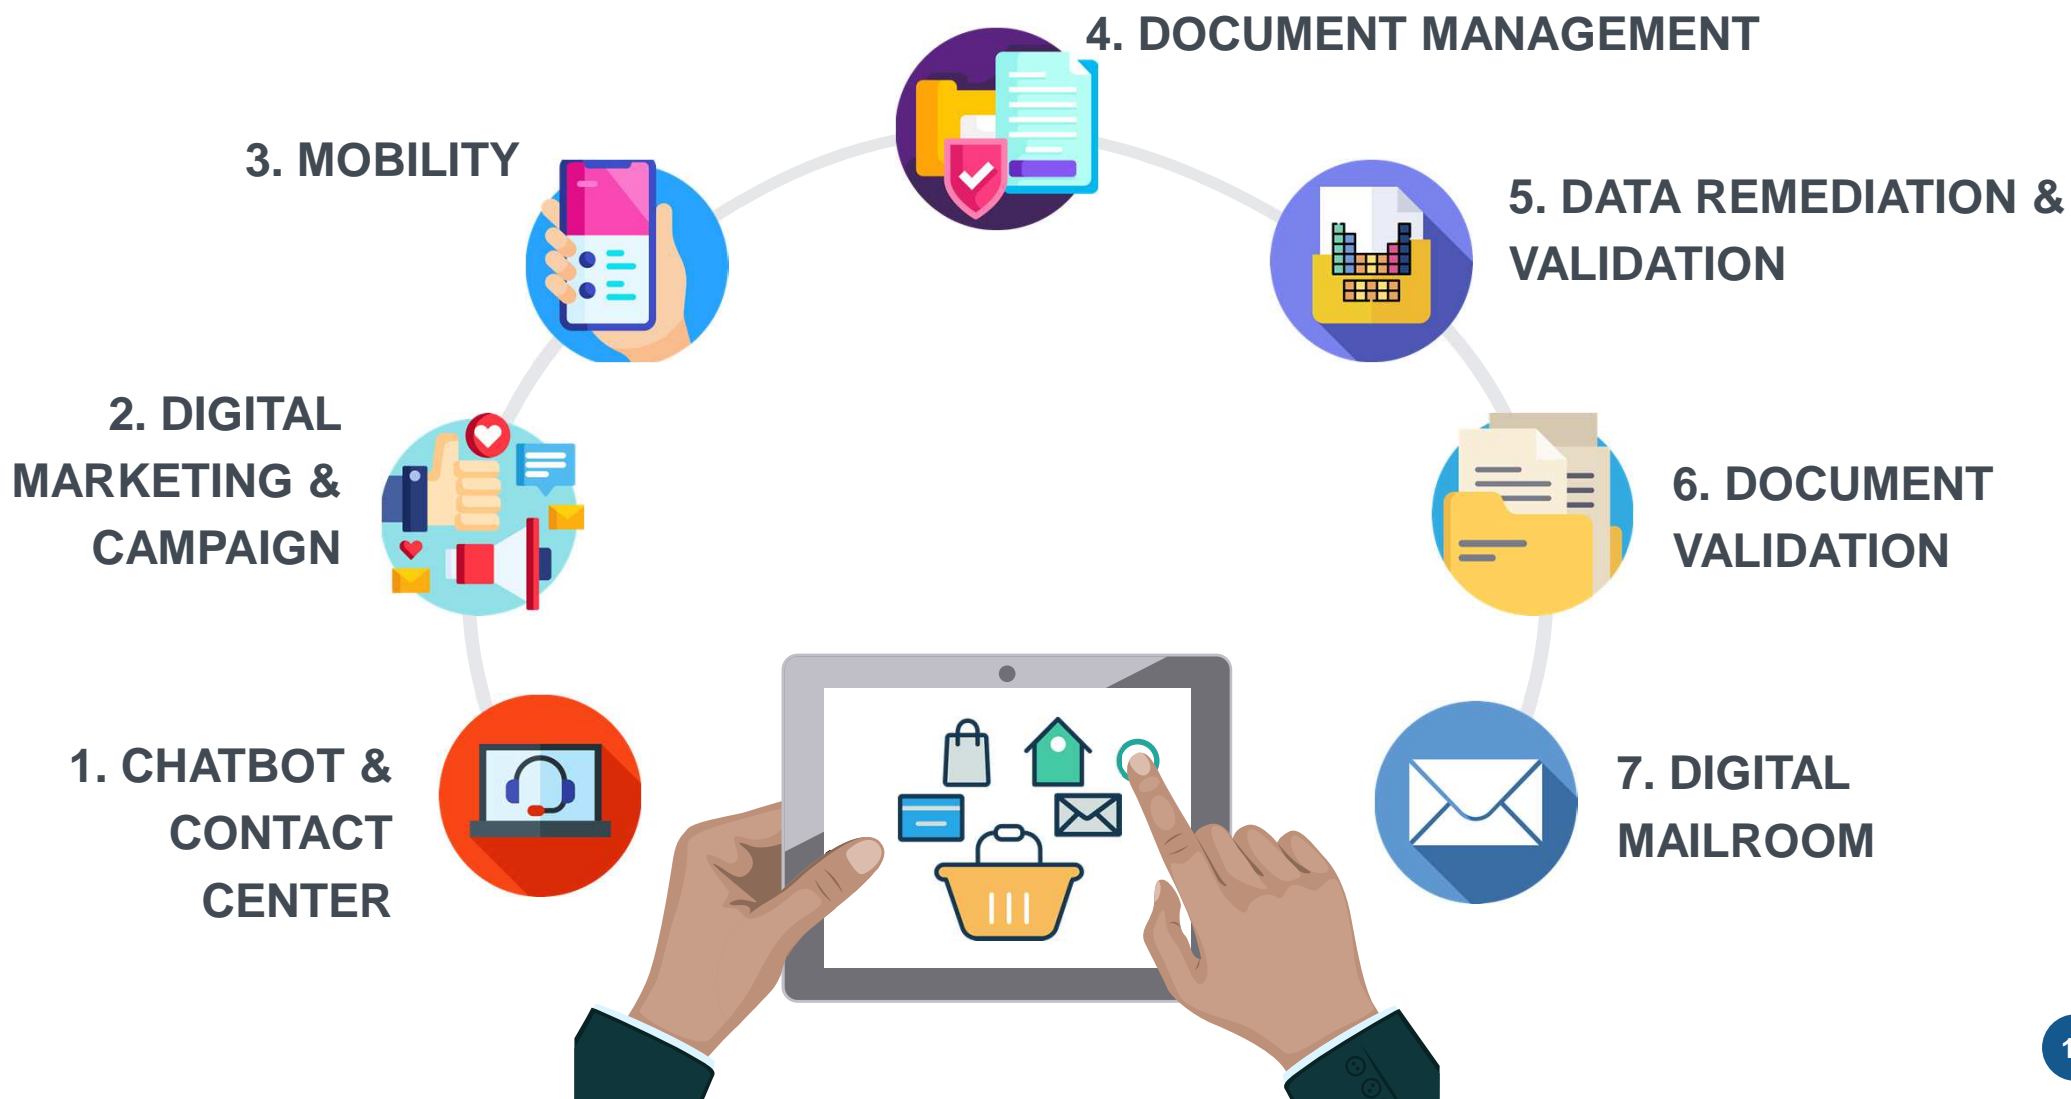 4. DOCUMENT MANAGEMENT
3. MOBILITY
5. DATA REMEDIATION &
VALIDATION
2. DIGITAL
MARKETING &
CAMPAIGN
6. DOCUMENT
VALIDATION
1. CHATBOT &
CONTACT
CENTER
7. DIGITAL
MAILROOM